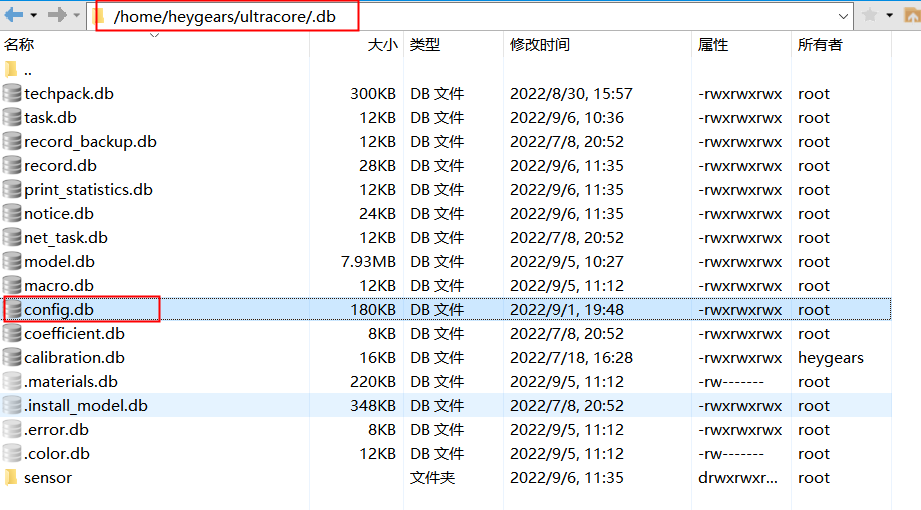 /home/heygears/ultracore/.db
名称 大小 类型 修改时间 属性 所有者
..
techpack.db 300KB DB 文件 2022/8/30, 15:57 -rwxrwxrwx root
task.db 12KB DB 文件 2022/9/6, 10:36 -rwxrwxrwx root
record_backup.db 12KB DB 文件 2022/7/8, 20:52 -rwxrwxrwx root
record.db 28KB DB 文件 2022/9/6, 11:35 -rwxrwxrwx root
print_statistics.db 12KB DB 文件 2022/9/6, 11:35 -rwxrwxrwx root
notice.db 24KB DB 文件 2022/9/6, 11:35 -rwxrwxrwx root
net_task.db 12KB DB 文件 2022/7/8, 20:52 -rwxrwxrwx root
model.db 7.93MB DB 文件 2022/9/5, 10:27 -rwxrwxrwx root
macro.db 12KB DB 文件 2022/9/5, 11:12 -rwxrwxrwx root
config.db 180KB DB 文件 2022/9/1, 19:48 -rwxrwxrwx root
coefficient.db 8KB DB 文件 2022/7/8, 20:52 -rwxrwxrwx root
calibration.db 16KB DB 文件 2022/7/18, 16:28 -rwxrwxrwx heygears
.materials.db 220KB DB 文件 2022/9/5, 11:12 -rw------- root
.install_model.db 348KB DB 文件 2022/7/8, 20:52 -rwxrwxrwx root
.error.db 8KB DB 文件 2022/9/5, 11:12 -rwxrwxrwx root
.color.db 12KB DB 文件 2022/9/5, 11:12 -rw------- root
sensor 文件夹 2022/9/6, 11:35 drwxrwxr... root